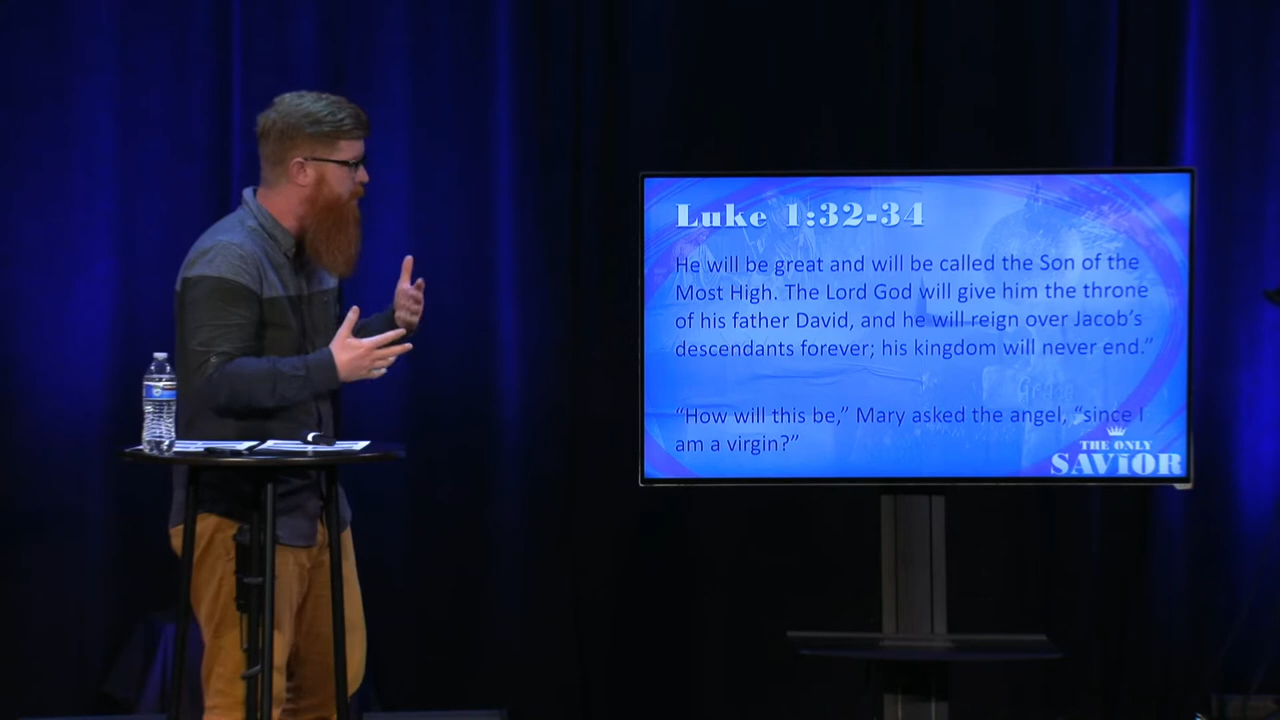 Luke 1:32-34
He will be great and will be called the Son of the
Most High. The Lord God will give him the throne
of his father David, and he will reign over Jacob’s
descendants forever; his kingdom will never end.”
“How will this be,” Mary asked the angel, “since I
am a virgin?”
THE ONLY
SAVIOR